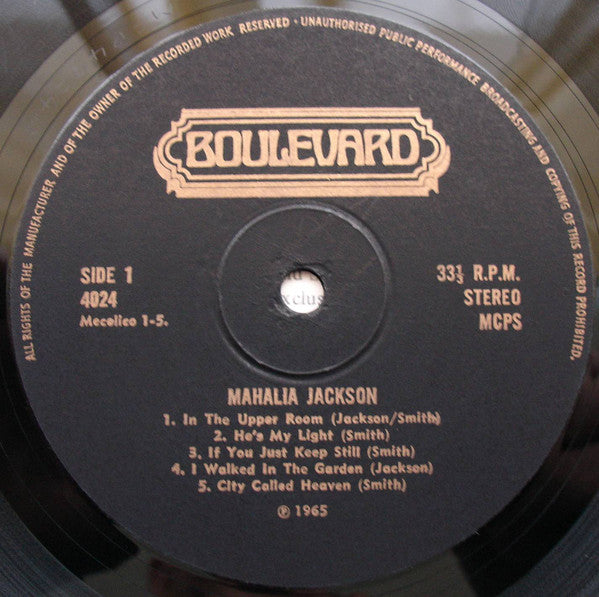 ALL RIGHTS OF THE MANUFACTURER AND OF THE OWNER OF THE RECORDED WORK RESERVED · UNAUTHORISED PUBLIC PERFORMANCE BROADCASTING AND COPYING OF THIS RECORD PROHIBITED.
BOULEVARD
SIDE 1
4024
Mecolico 1-5.
33⅓ R.P.M.
STEREO
MCPS
MAHALIA JACKSON
1. In The Upper Room (Jackson/Smith)
2. He's My Light (Smith)
3. If You Just Keep Still (Smith)
4. I Walked In The Garden (Jackson)
5. City Called Heaven (Smith)
℗ 1965